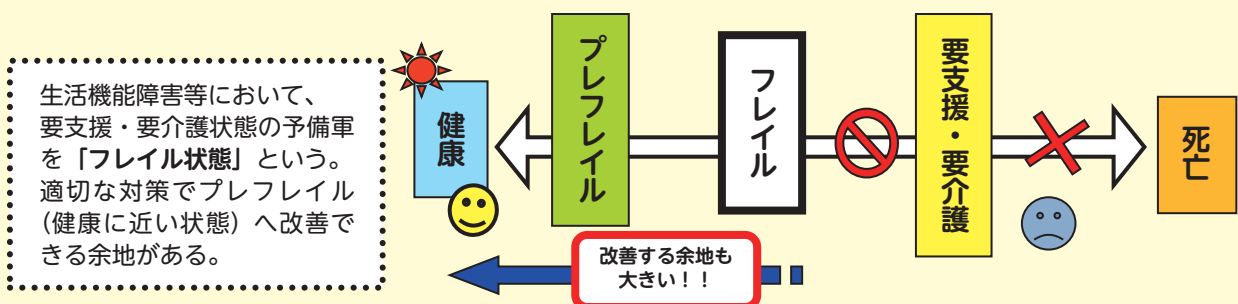 生活機能障害等において、
要支援・要介護状態の予備軍
を「フレイル状態」という。
適切な対策でプレフレイル
(健康に近い状態)へ改善で
きる余地がある。
健康
プレフレイル
フレイル
要支援・要介護
死亡
改善する余地も
大きい！！